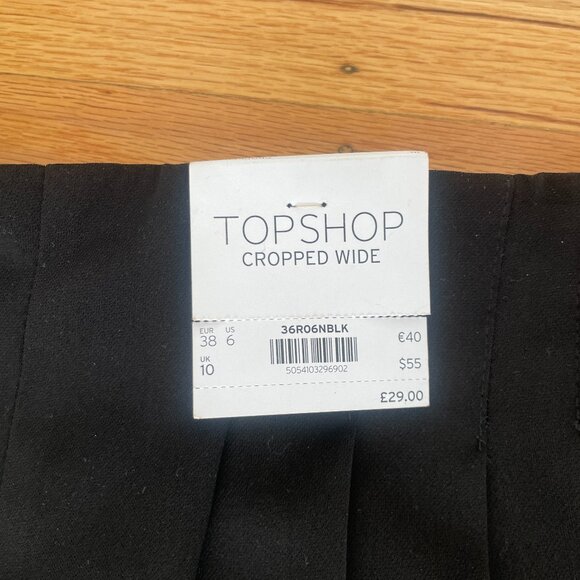 TOPSHOP
CROPPED WIDE
EUR US 36R06NBLK €40
38 6
UK $55
10 5054103296902
£29.00